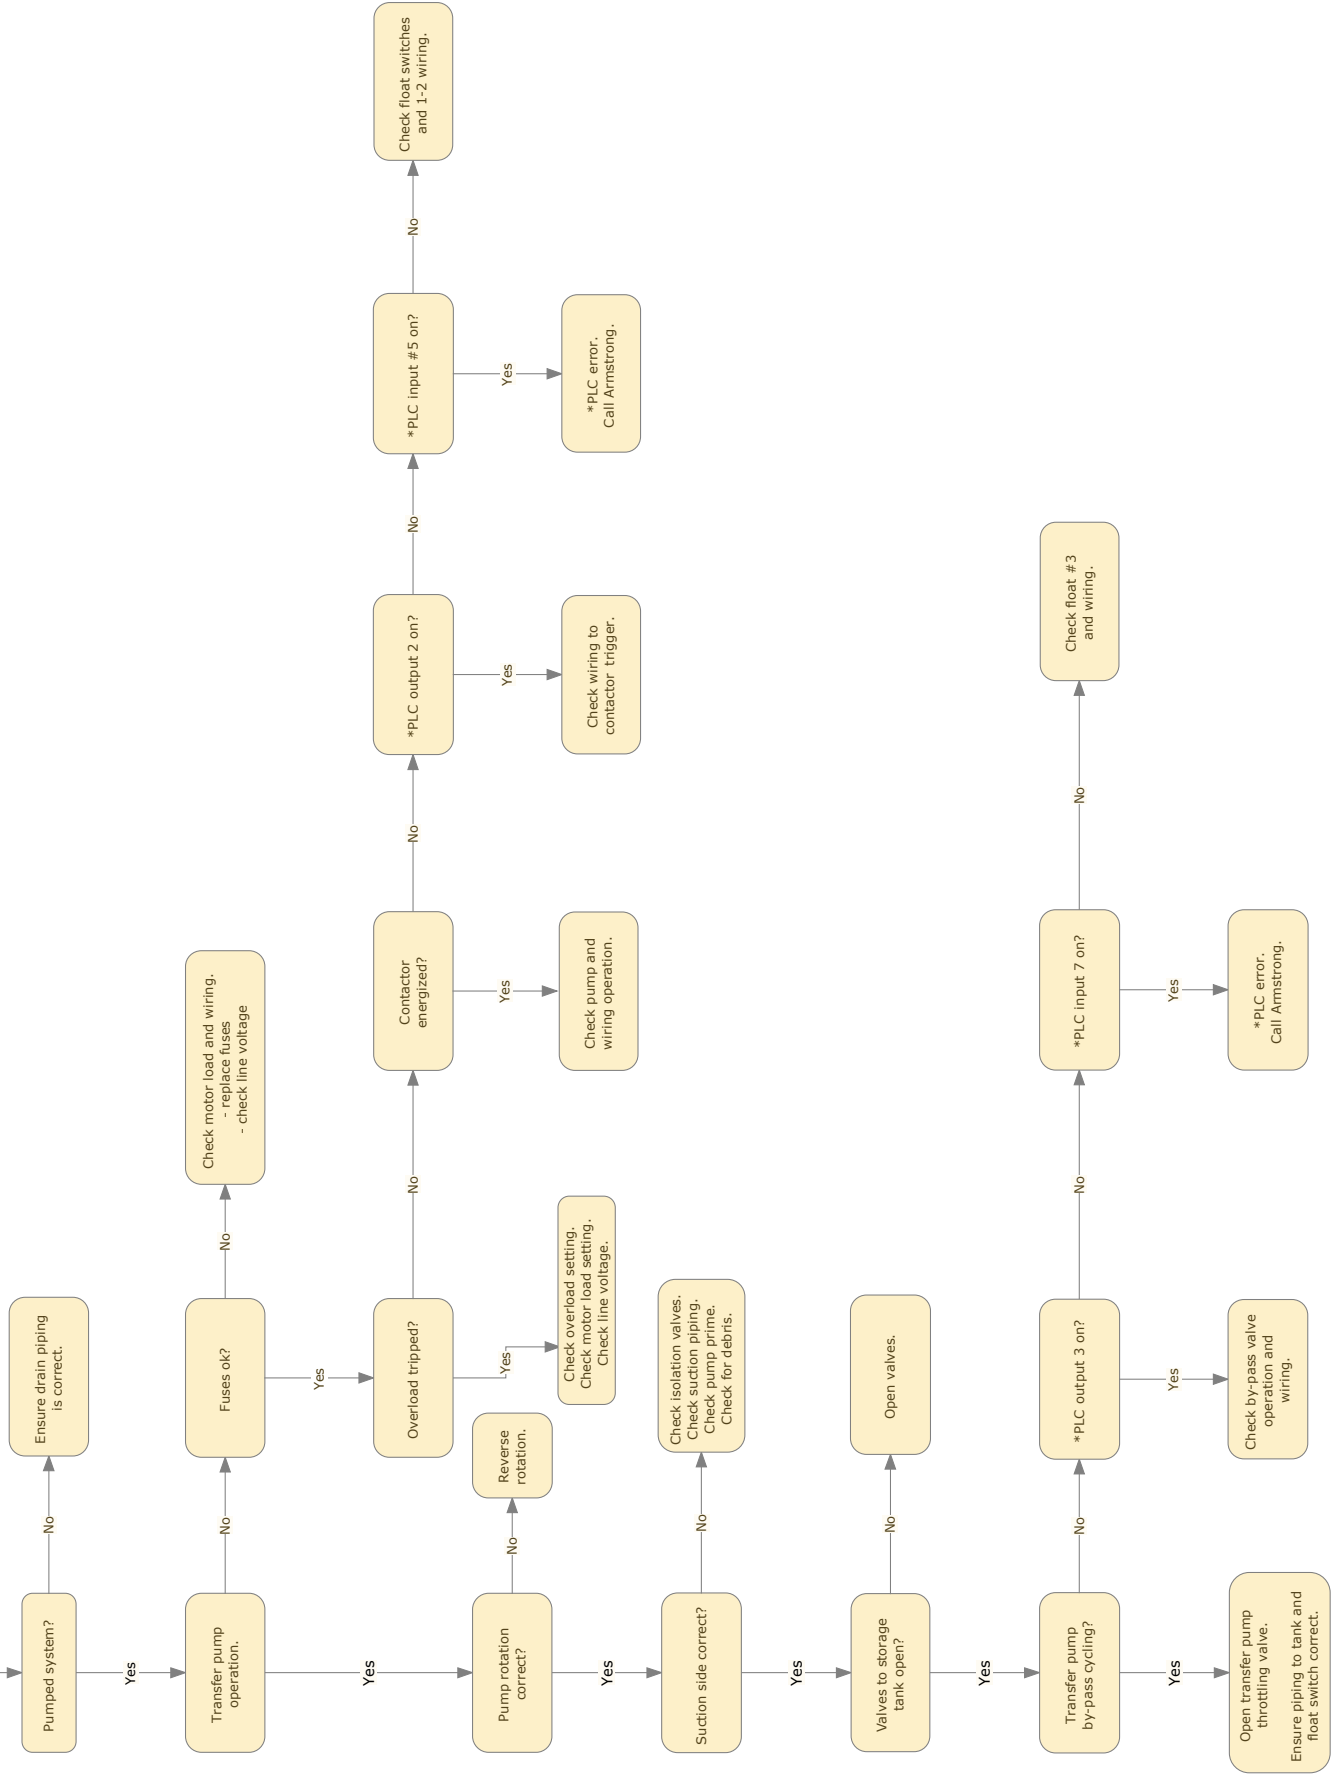 Pumped system?
No
Ensure drain piping
is correct.
Yes
Transfer pump
operation.
No
Fuses ok?
No
Check motor load and wiring.
- replace fuses
- check line voltage
Yes
Overload tripped?
No
Contactor
energized?
No
*PLC output 2 on?
No
*PLC input #5 on?
No
Check float switches
and 1-2 wiring.
Yes
Check overload setting.
Check motor load setting.
Check line voltage.
Yes
Check pump and
wiring operation.
Yes
Check wiring to
contactor trigger.
Yes
*PLC error.
Call Armstrong.
Yes
Pump rotation
correct?
No
Reverse
rotation.
Yes
Suction side correct?
No
Check isolation valves.
Check suction piping.
Check pump prime.
Check for debris.
Yes
Valves to storage
tank open?
No
Open valves.
Yes
Transfer pump
by-pass cycling?
No
*PLC output 3 on?
No
*PLC input 7 on?
No
Check float #3
and wiring.
Yes
Open transfer pump
throttling valve.
Ensure piping to tank and
float switch correct.
Yes
Check by-pass valve
operation and
wiring.
Yes
*PLC error.
Call Armstrong.